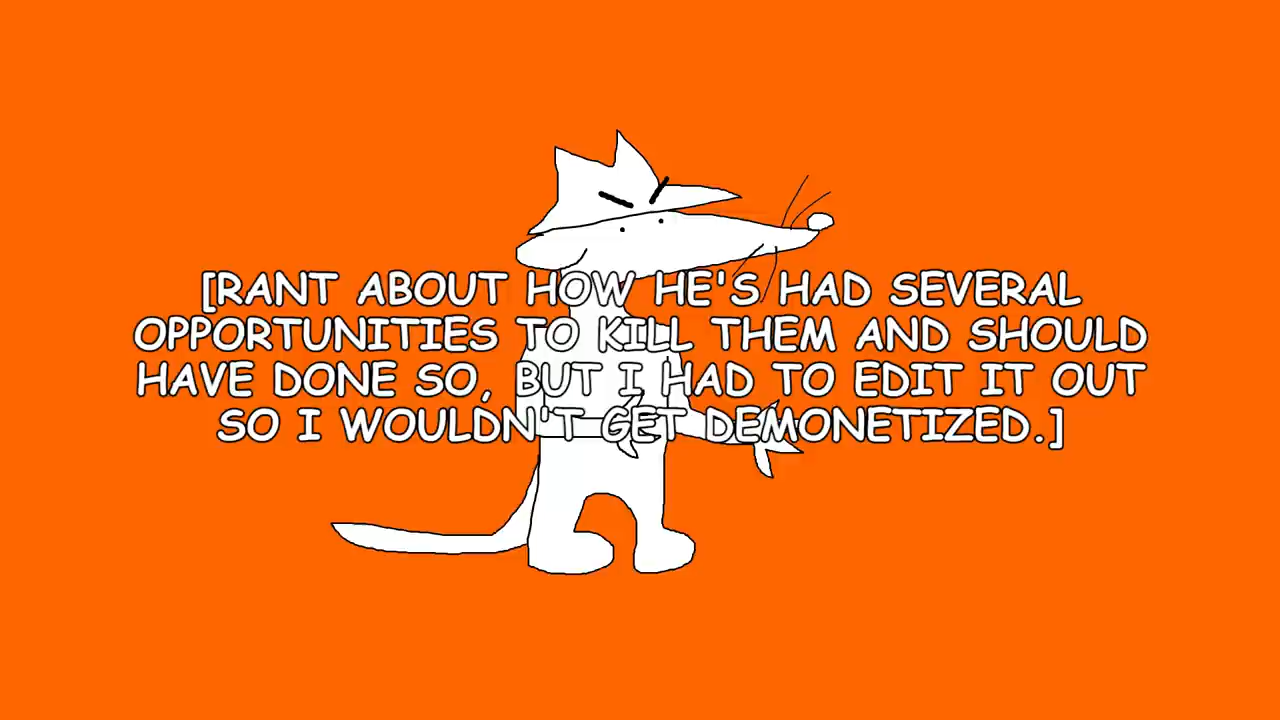 [RANT ABOUT HOW HE'S HAD SEVERAL
OPPORTUNITIES TO KILL THEM AND SHOULD
HAVE DONE SO, BUT I HAD TO EDIT IT OUT
SO I WOULDN'T GET DEMONETIZED.]